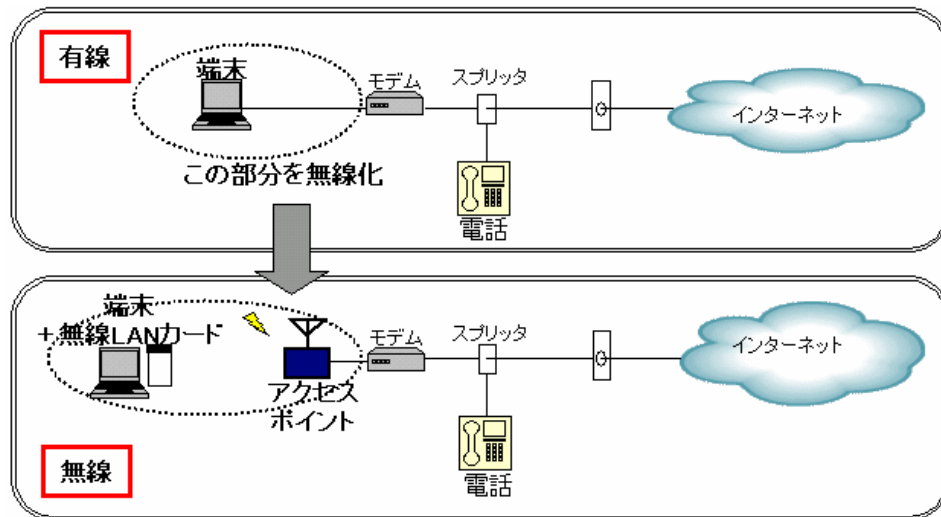 有線
端末
モデム
スプリッタ
インターネット
この部分を無線化
電話
端末
+無線LANカード
モデム
スプリッタ
インターネット
アクセス
ポイント
電話
無線